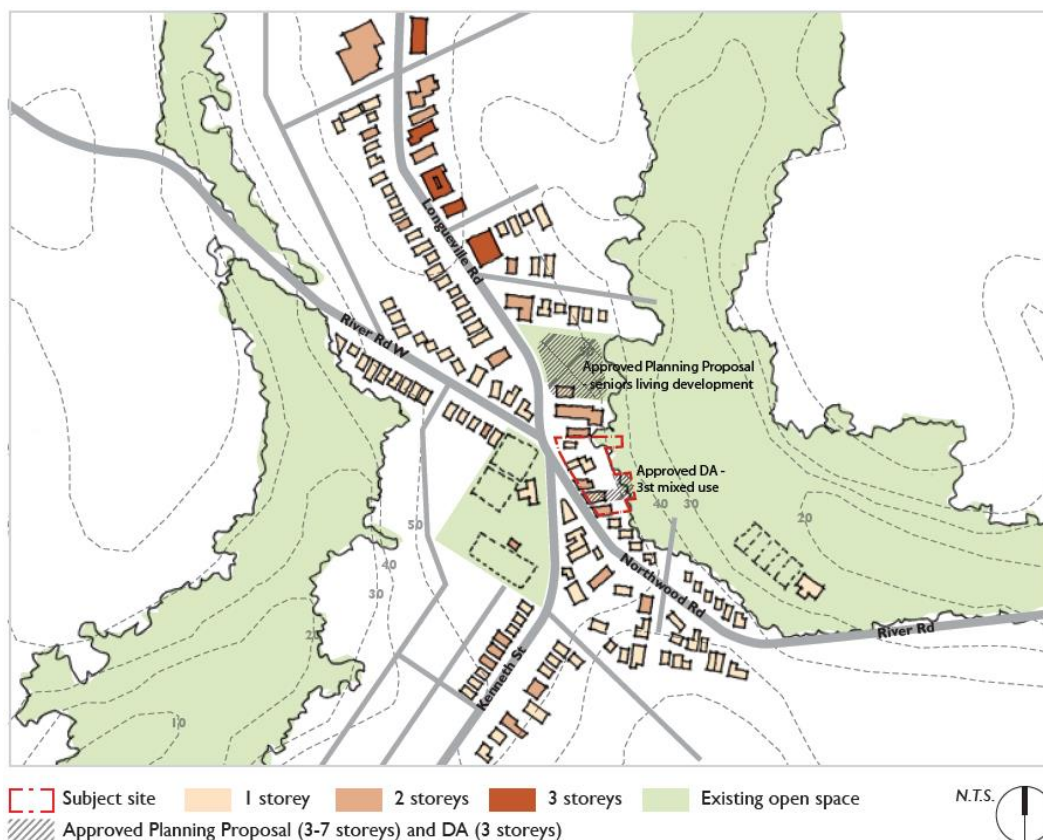 Longueville Rd
River Rd W
Approved Planning Proposal
- seniors living development
Approved DA -
3st mixed use
50
40
30
40
30
20
20
10
Northwood Rd
River Rd
Kenneth St
Subject site
1 storey
2 storeys
3 storeys
Existing open space
N.T.S.
Approved Planning Proposal (3-7 storeys) and DA (3 storeys)